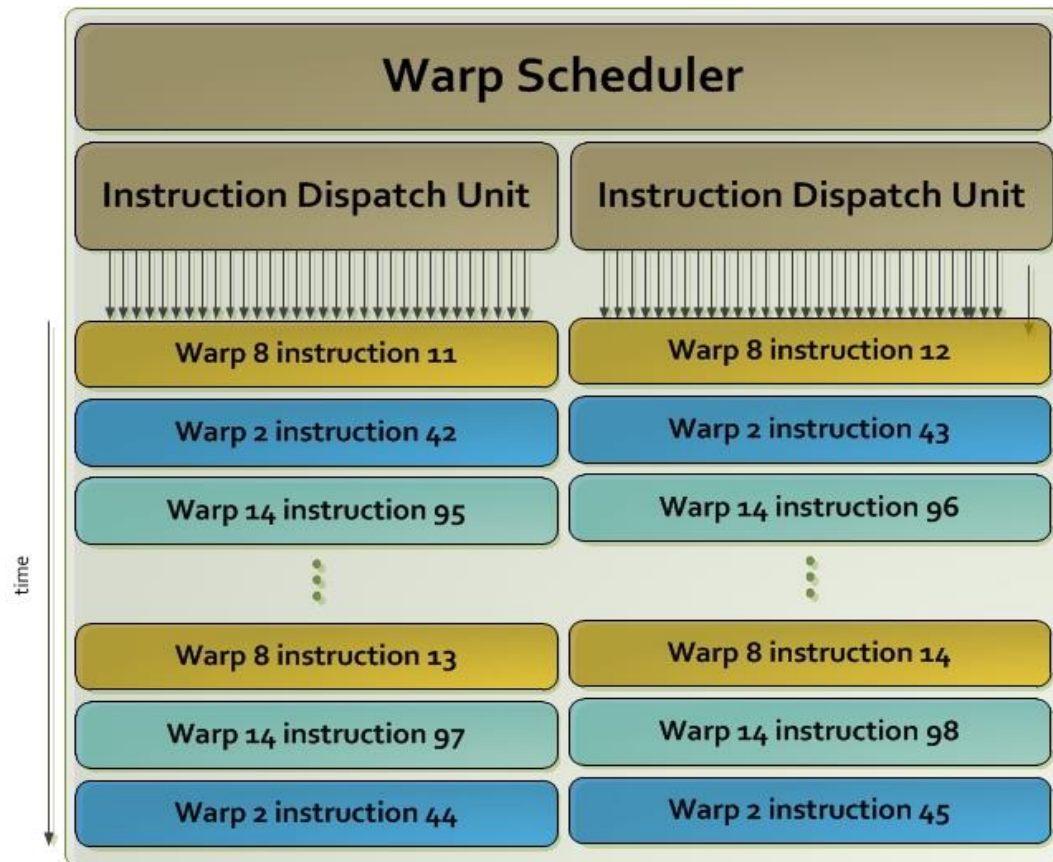 Warp Scheduler
Instruction Dispatch Unit
Instruction Dispatch Unit
Warp 8 instruction 11
Warp 8 instruction 12
Warp 2 instruction 42
Warp 2 instruction 43
Warp 14 instruction 95
Warp 14 instruction 96
time
Warp 8 instruction 13
Warp 8 instruction 14
Warp 14 instruction 97
Warp 14 instruction 98
Warp 2 instruction 44
Warp 2 instruction 45